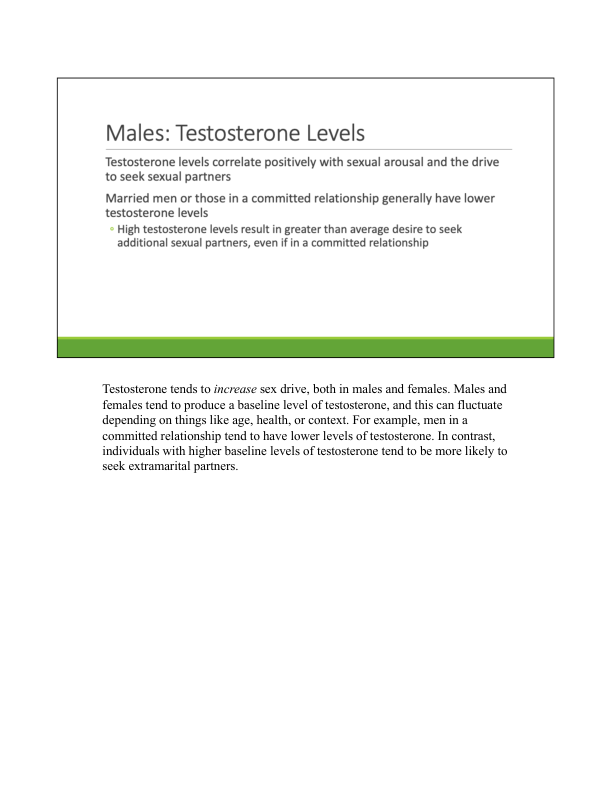 Males: Testosterone Levels
Testosterone levels correlate positively with sexual arousal and the drive
to seek sexual partners
Married men or those in a committed relationship generally have lower
testosterone levels
▫ High testosterone levels result in greater than average desire to seek
additional sexual partners, even if in a committed relationship
Testosterone tends to increase sex drive, both in males and females. Males and
females tend to produce a baseline level of testosterone, and this can fluctuate
depending on things like age, health, or context. For example, men in a
committed relationship tend to have lower levels of testosterone. In contrast,
individuals with higher baseline levels of testosterone tend to be more likely to
seek extramarital partners.